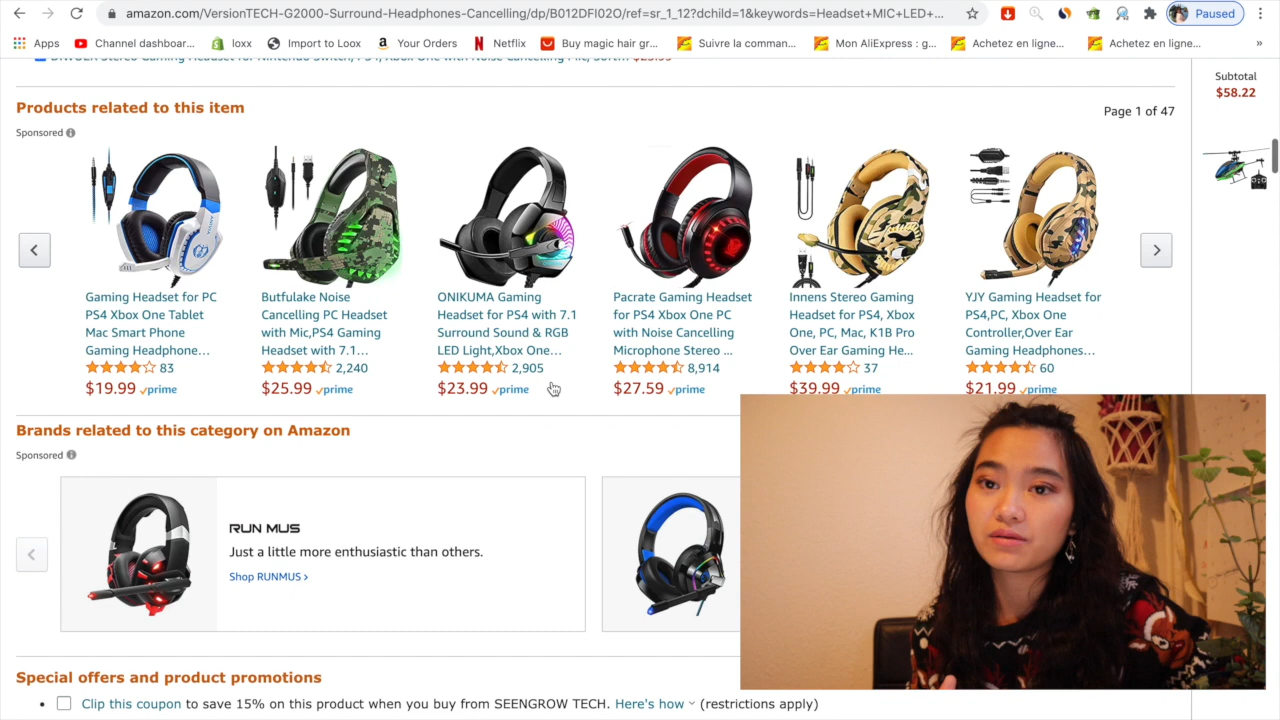 amazon.com/VersionTECH-G2000-Surround-Headphones-Cancelling/dp/B012DFI02O/ref=sr_1_12?dchild=1&keywords=Headset+MIC+LED+...
Paused
Apps
Channel dashboar...
loxx
Import to Loox
Your Orders
Netflix
Buy magic hair gr...
Suivre la comman...
Mon AliExpress : g...
Achetez en ligne...
Achetez en ligne...
»
Subtotal
$58.22
Products related to this item
Page 1 of 47
Sponsored
Gaming Headset for PC
PS4 Xbox One Tablet
Mac Smart Phone
Gaming Headphone...
83
$19.99 prime
Butfulake Noise
Cancelling PC Headset
with Mic,PS4 Gaming
Headset with 7.1...
2,240
$25.99 prime
ONIKUMA Gaming
Headset for PS4 with 7.1
Surround Sound & RGB
LED Light,Xbox One...
2,905
$23.99 prime
Pacrate Gaming Headset
for PS4 Xbox One PC
with Noise Cancelling
Microphone Stereo ...
8,914
$27.59 prime
Innens Stereo Gaming
Headset for PS4, Xbox
One, PC, Mac, K1B Pro
Over Ear Gaming He...
37
$39.99 prime
YJY Gaming Headset for
PS4,PC, Xbox One
Controller,Over Ear
Gaming Headphones...
60
$21.99 prime
Brands related to this category on Amazon
Sponsored
RUN MUS
Just a little more enthusiastic than others.
Shop RUNMUS ›
Special offers and product promotions
Clip this coupon to save 15% on this product when you buy from SEENGROW TECH. Here's how (restrictions apply)